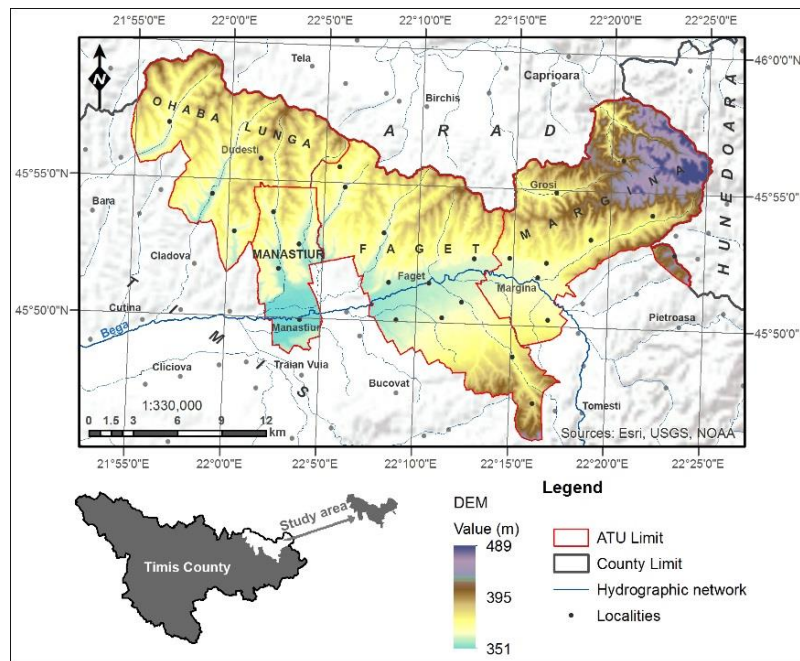 21°55'0"E 22°0'0"E 22°5'0"E 22°10'0"E 22°15'0"E 22°20'0"E 22°25'0"E
46°0'0"N
N
Tela
Caprioara
Birchis
HUNEDOARA
OHABA LUNGA
ARAD
Dudesti
45°55'0"N
45°55'0"N
Grosi
MARGINA
Bara
MANASTIUR
FAGET
Cladova
Faget
Margina
TIMIS
45°50'0"N
Cutina
Bega
Manastiur
Pietroasa
45°50'0"N
Cliciova
Traian Vuia
Bucovat
Tomesti
1:330,000
0 1.5 3 6 9 12
km
Sources: Esri, USGS, NOAA
21°55'0"E 22°0'0"E 22°5'0"E 22°10'0"E 22°15'0"E 22°20'0"E 22°25'0"E
Study area
Timis County
Legend
DEM
Value (m)
489
395
351
ATU Limit
County Limit
Hydrographic network
Localities